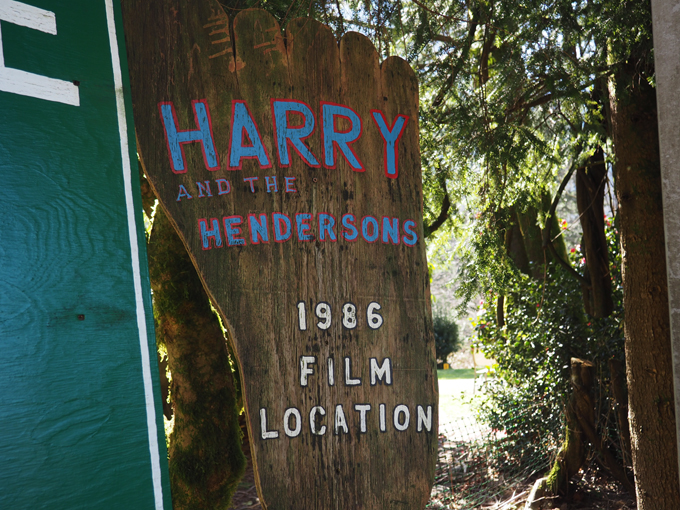 HARRY
AND THE
HENDERSONS
1986
FILM
LOCATION